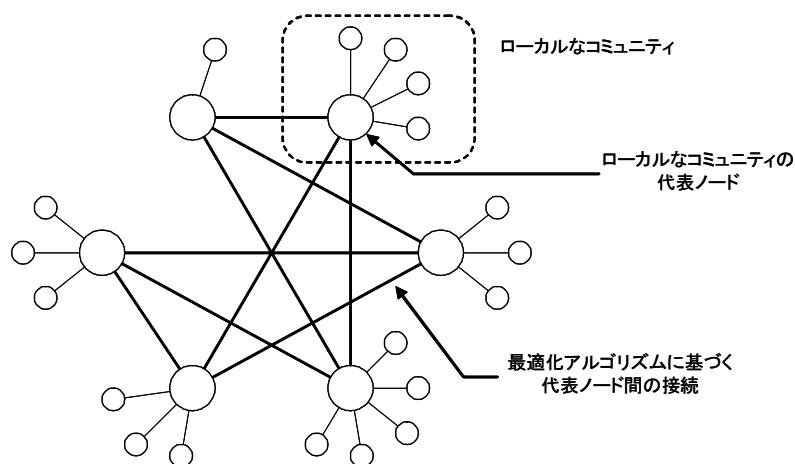 ローカルなコミュニティ
ローカルなコミュニティの
代表ノード
最適化アルゴリズムに基づく
代表ノード間の接続